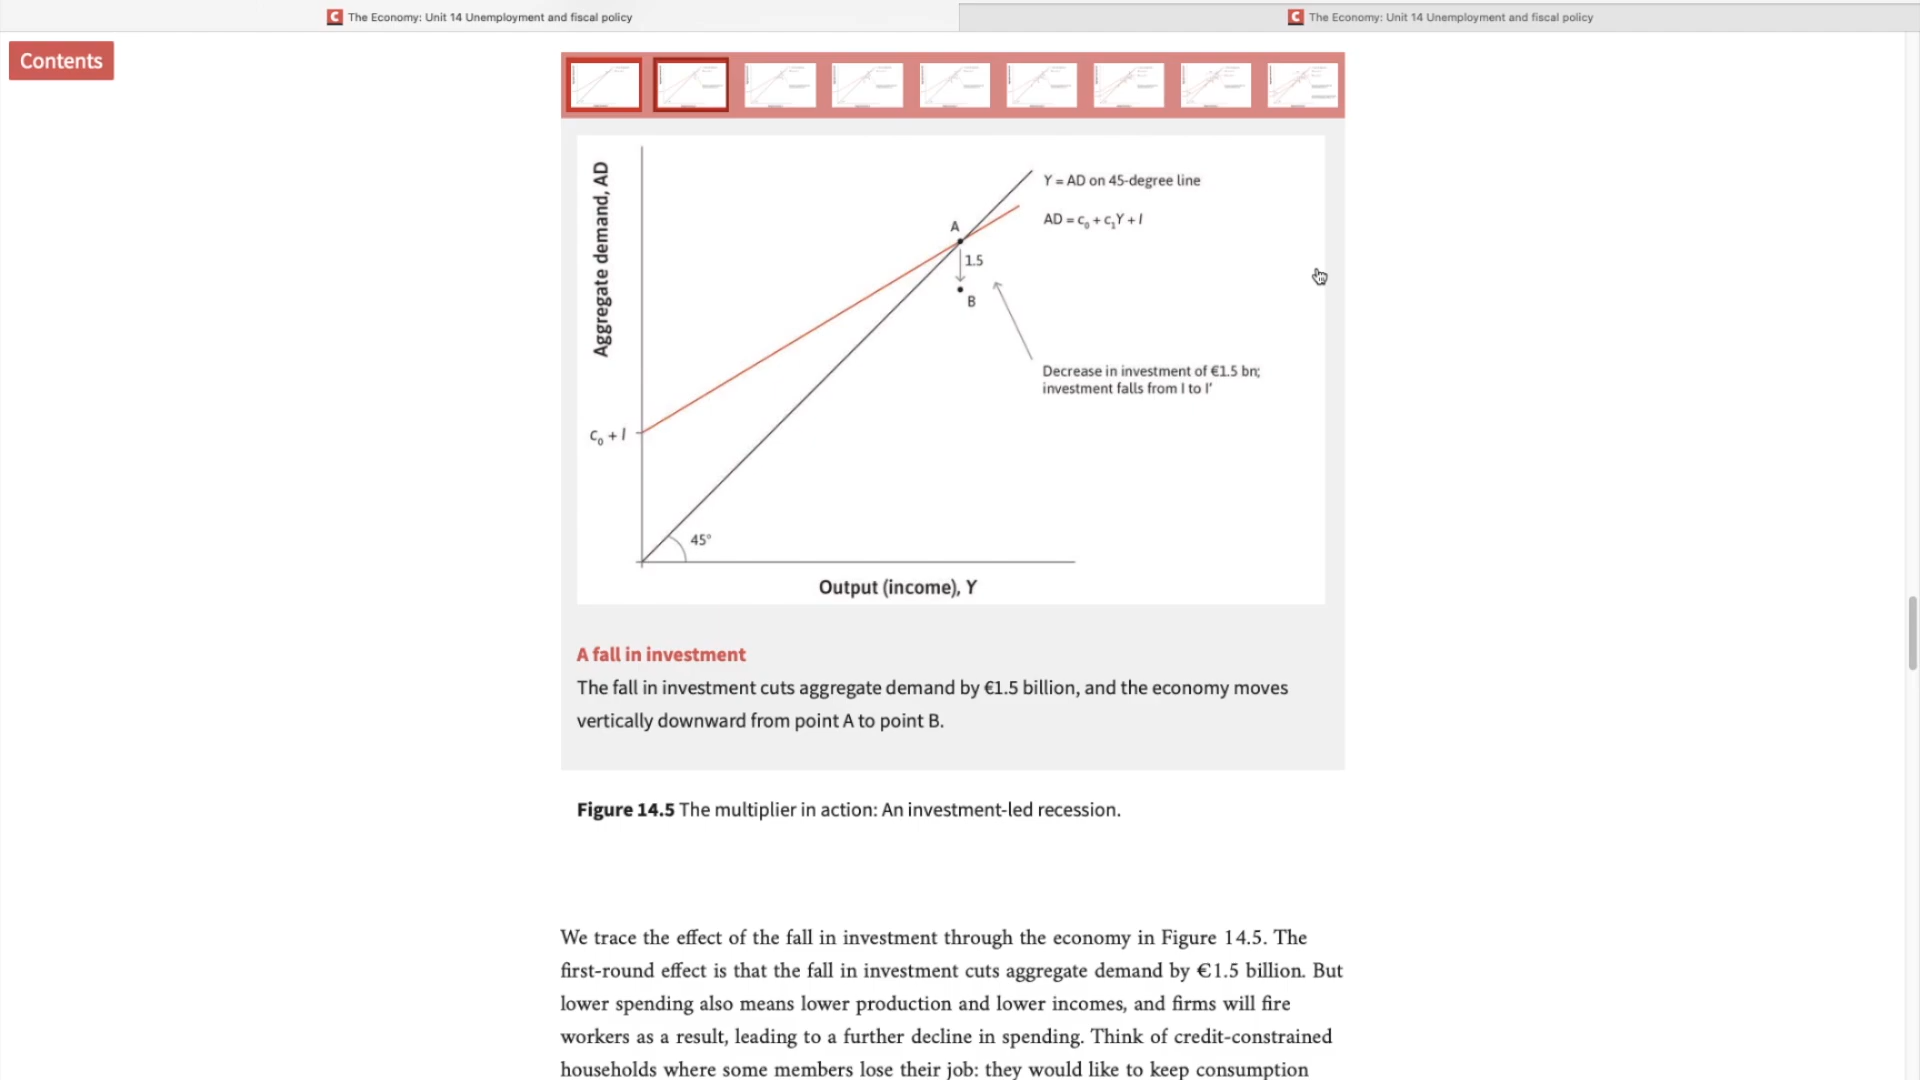 The Economy: Unit 14 Unemployment and fiscal policy
The Economy: Unit 14 Unemployment and fiscal policy
Contents
Aggregate demand, AD
Y = AD on 45-degree line
AD = c₀ + c₁Y + I
A
1.5
B
Decrease in investment of €1.5 bn;
investment falls from I to I′
c₀ + I
45°
Output (income), Y
A fall in investment
The fall in investment cuts aggregate demand by €1.5 billion, and the economy moves
vertically downward from point A to point B.
Figure 14.5 The multiplier in action: An investment-led recession.
We trace the effect of the fall in investment through the economy in Figure 14.5. The
first-round effect is that the fall in investment cuts aggregate demand by €1.5 billion. But
lower spending also means lower production and lower incomes, and firms will fire
workers as a result, leading to a further decline in spending. Think of credit-constrained
households where some members lose their job: they would like to keep consumption